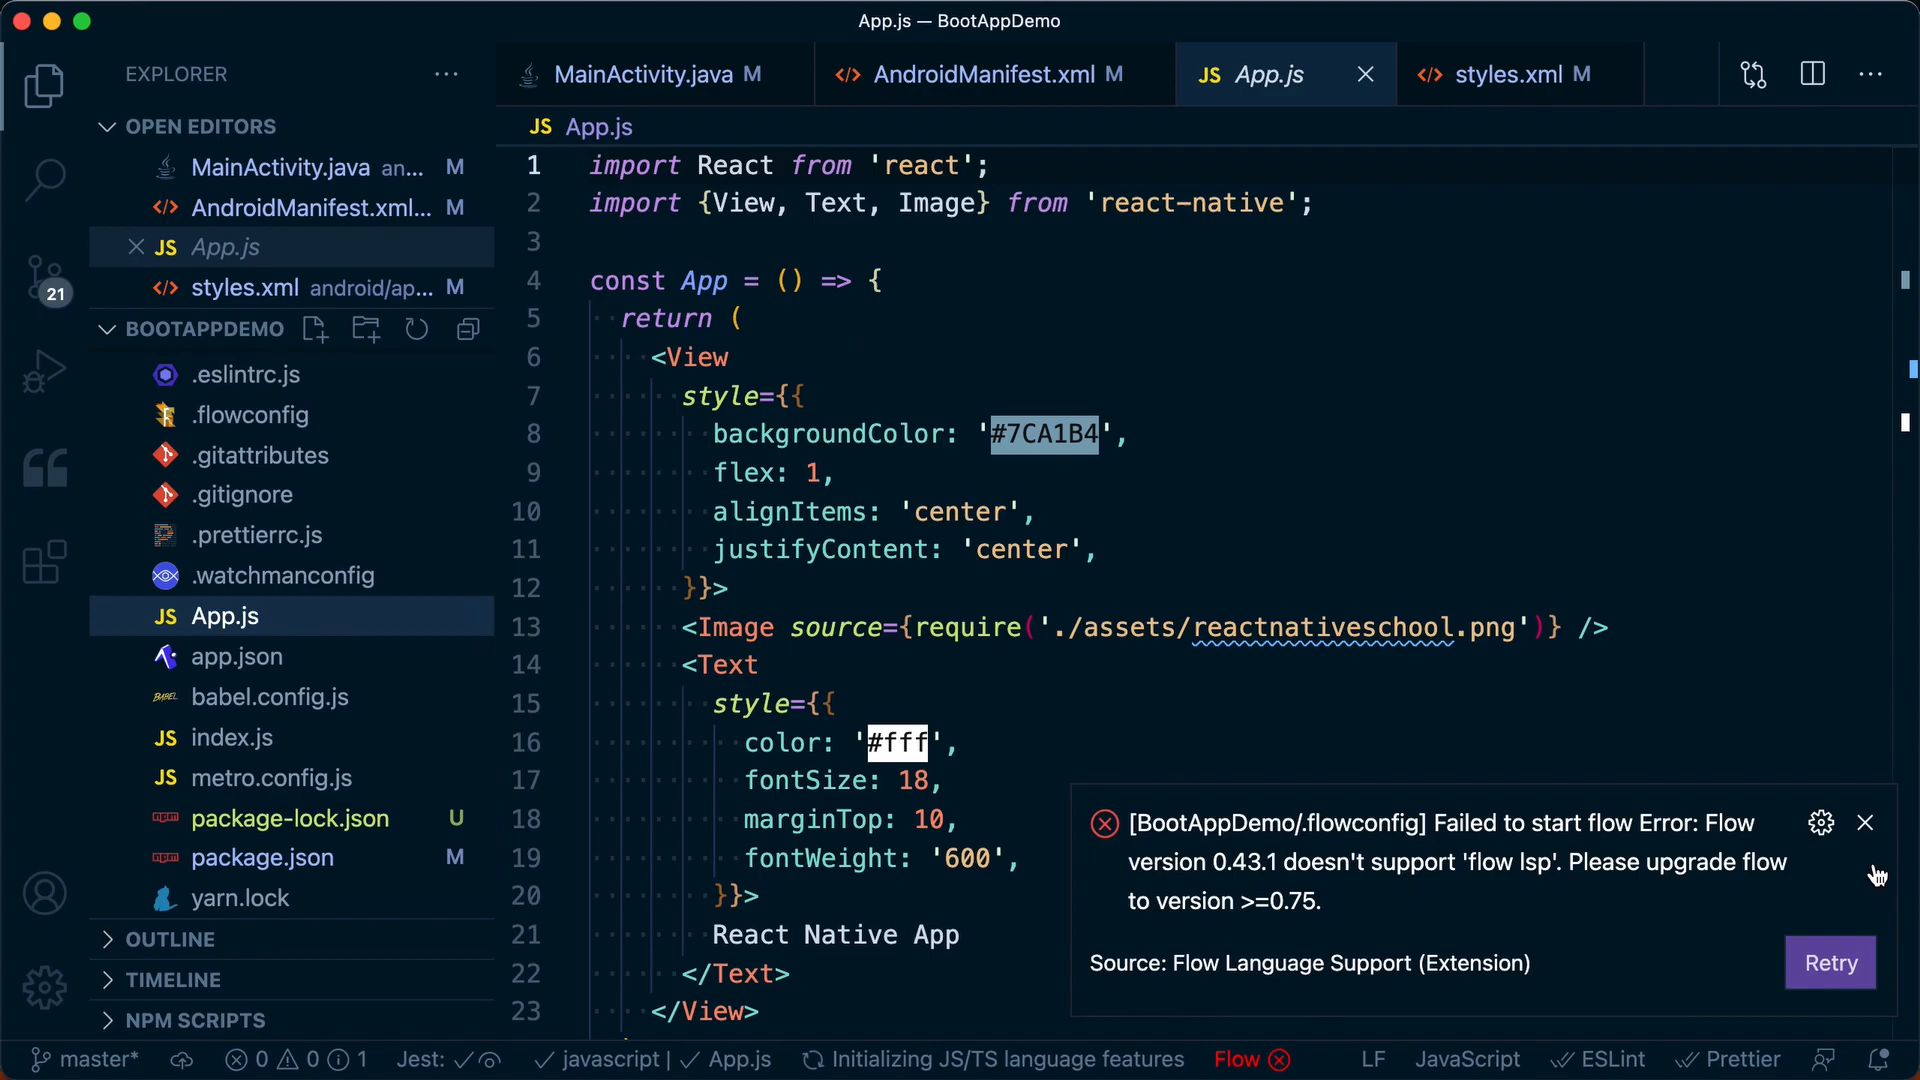 App.js — BootAppDemo
EXPLORER
MainActivity.java M
AndroidManifest.xml M
JS App.js
styles.xml M
OPEN EDITORS
MainActivity.java an... M
AndroidManifest.xml... M
JS App.js
styles.xml android/ap... M
21
BOOTAPPDEMO
.eslintrc.js
.flowconfig
.gitattributes
.gitignore
.prettierrc.js
.watchmanconfig
JS App.js
app.json
BABEL babel.config.js
JS index.js
JS metro.config.js
package-lock.json U
package.json M
yarn.lock
OUTLINE
TIMELINE
NPM SCRIPTS
JS App.js
1 import React from 'react';
2 import {View, Text, Image} from 'react-native';
3
4 const App = () => {
5 return (
6 <View
7 style={{
8 backgroundColor: '#7CA1B4',
9 flex: 1,
10 alignItems: 'center',
11 justifyContent: 'center',
12 }}>
13 <Image source={require('./assets/reactnativeschool.png')} />
14 <Text
15 style={{
16 color: '#fff',
17 fontSize: 18,
18 marginTop: 10,
19 fontWeight: '600',
20 }}>
21 React Native App
22 </Text>
23 </View>
[BootAppDemo/.flowconfig] Failed to start flow Error: Flow
version 0.43.1 doesn't support 'flow lsp'. Please upgrade flow
to version >=0.75.
Source: Flow Language Support (Extension)
Retry
master* 0 0 1 Jest: javascript | App.js Initializing JS/TS language features Flow LF JavaScript ESLint Prettier